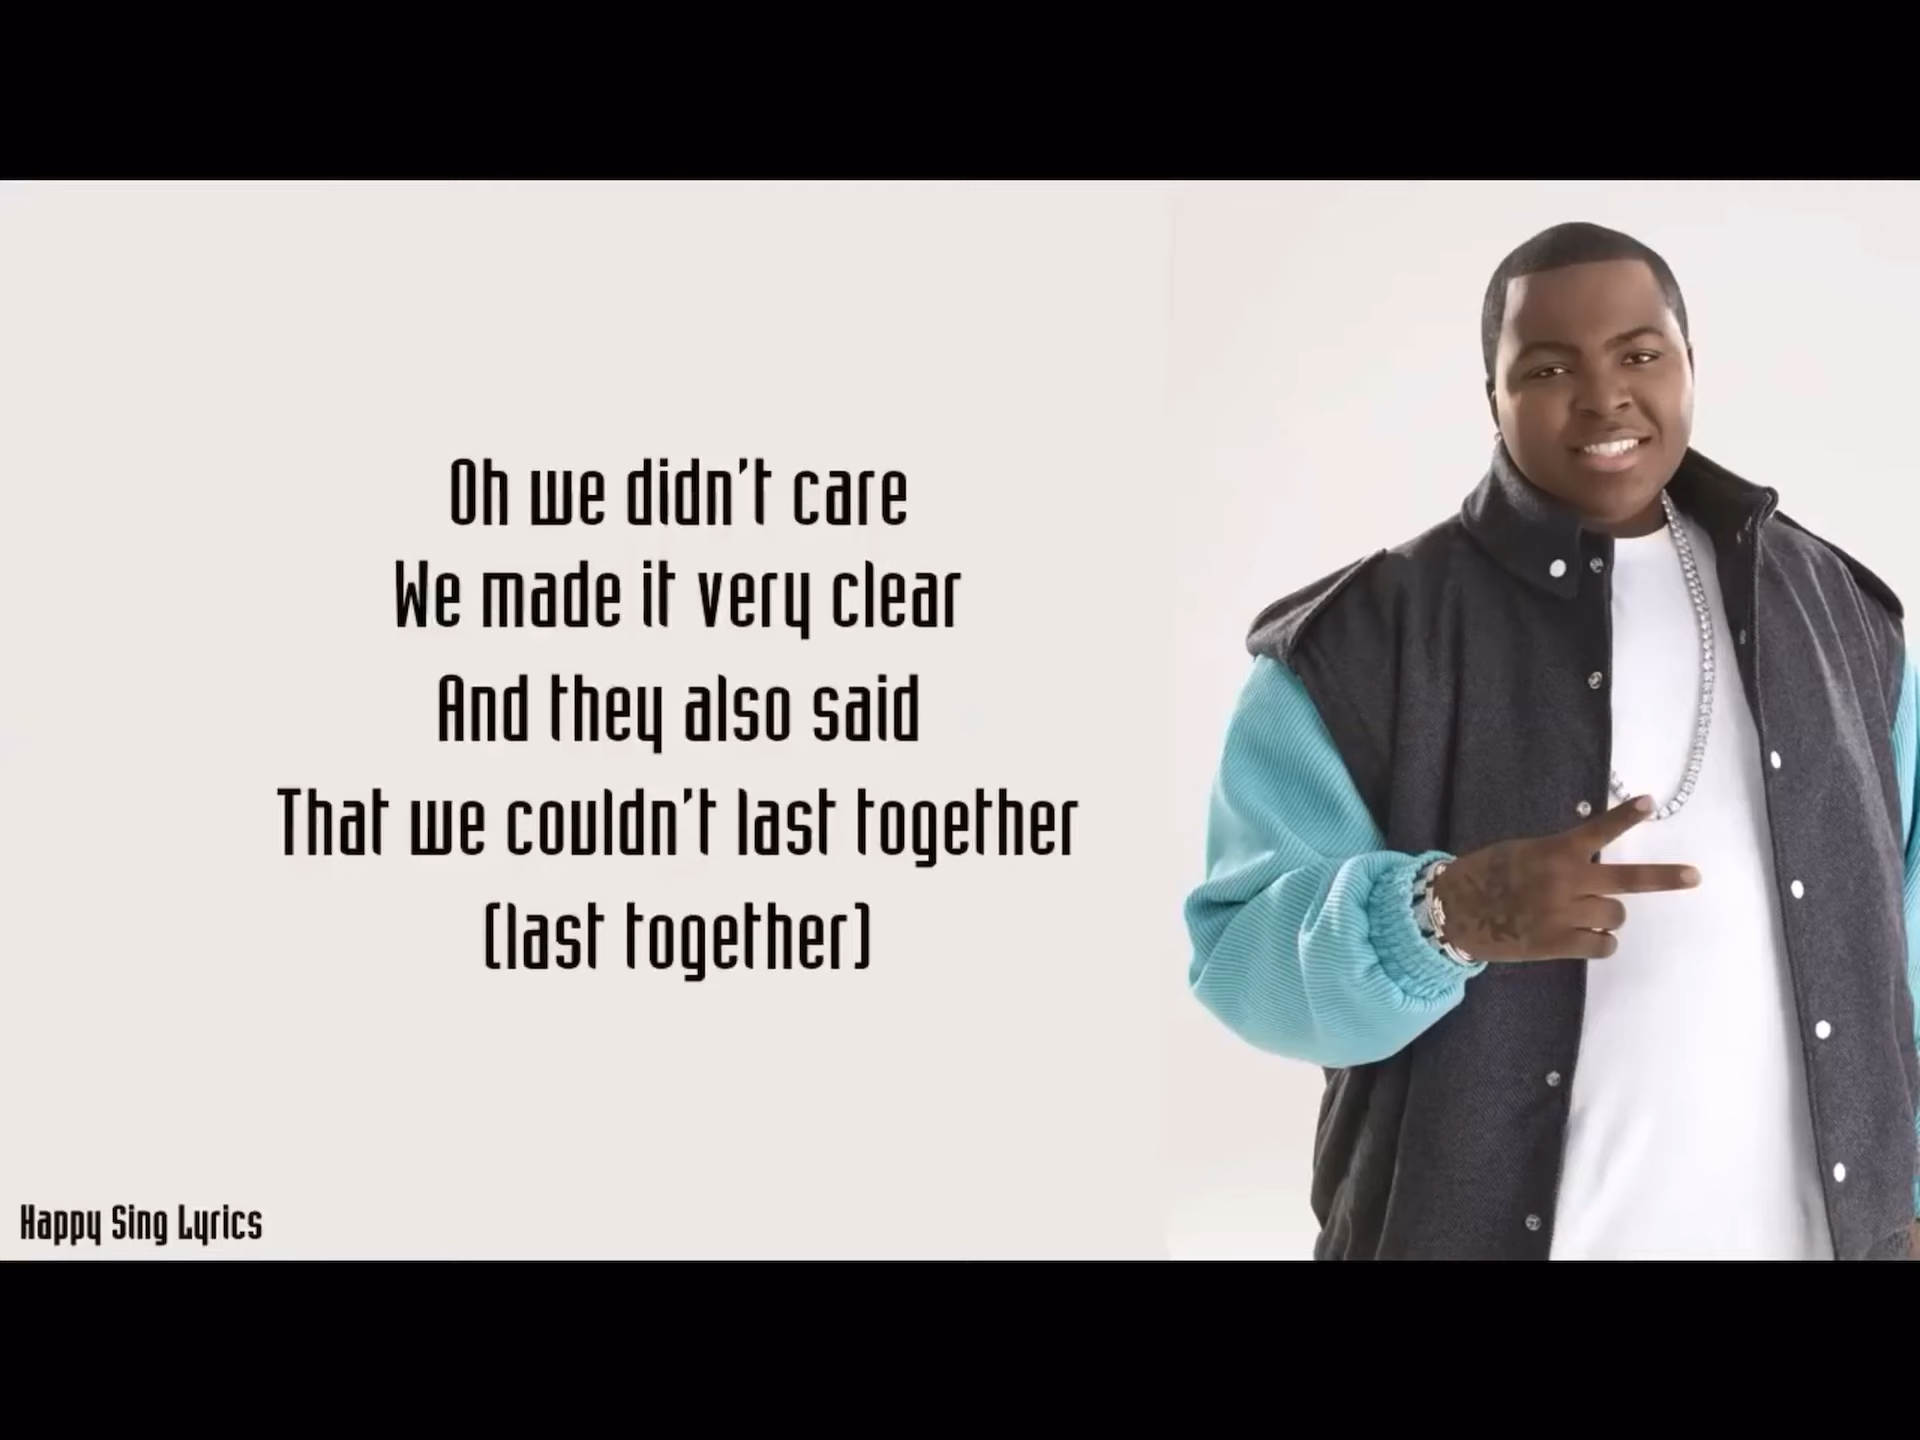 Oh we didn't care
We made it very clear
And they also said
That we couldn't last together
(last together)
Happy Sing Lyrics